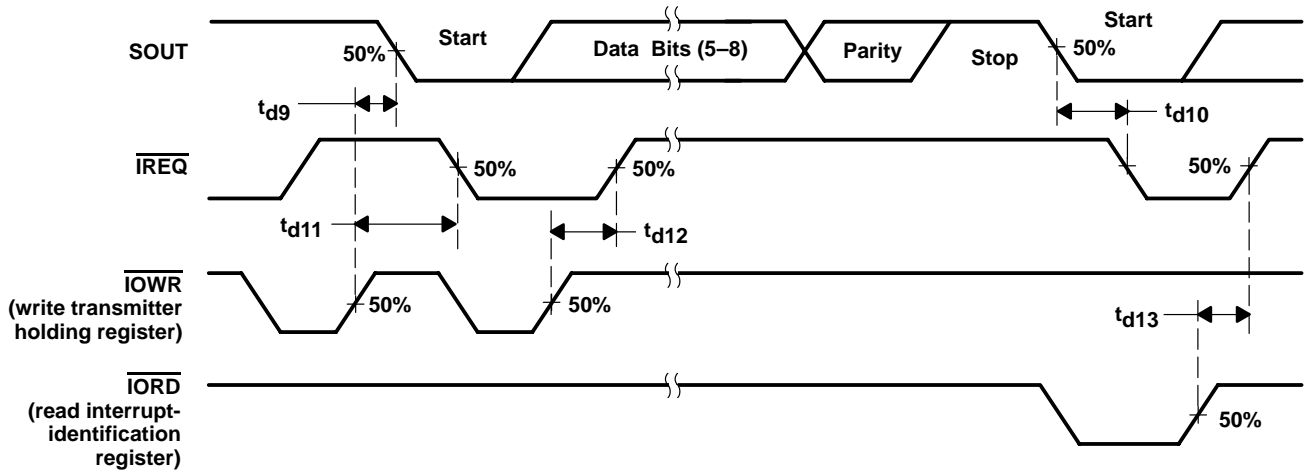 Start
Start
SOUT
50%
Data Bits (5–8)
Parity
Stop
50%
td9
td10
IREQ
50%
50%
50%
td11
td12
IOWR
(write transmitter
holding register)
50%
50%
td13
IORD
(read interrupt-
identification
register)
50%